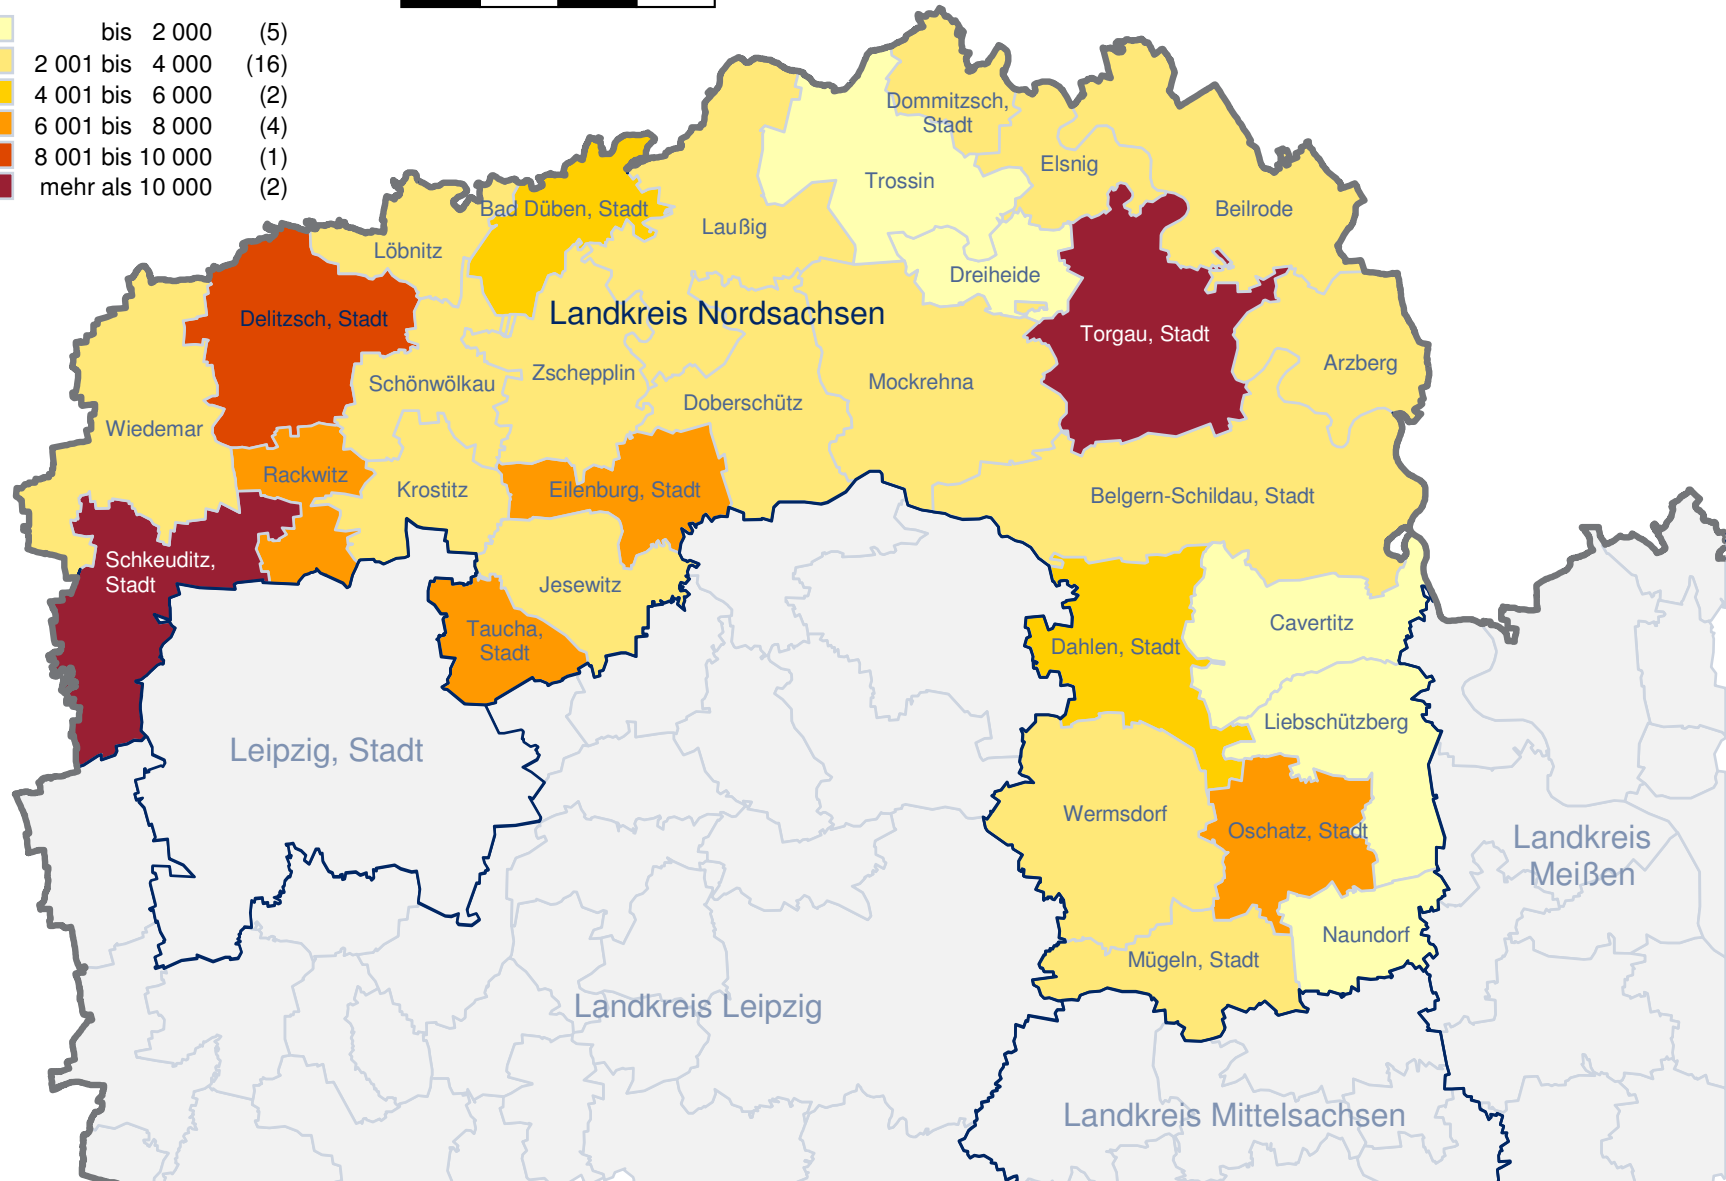 bis 2 000 (5)
2 001 bis 4 000 (16)
4 001 bis 6 000 (2)
6 001 bis 8 000 (4)
8 001 bis 10 000 (1)
mehr als 10 000 (2)
Dommitzsch,
Stadt
Elsnig
Trossin
Beilrode
Bad Düben, Stadt
Laußig
Löbnitz
Dreiheide
Landkreis Nordsachsen
Delitzsch, Stadt
Torgau, Stadt
Arzberg
Zschepplin
Schönwölkau
Mockrehna
Doberschütz
Wiedemar
Rackwitz
Krostitz
Eilenburg, Stadt
Belgern-Schildau, Stadt
Schkeuditz,
Stadt
Jesewitz
Taucha,
Stadt
Cavertitz
Dahlen, Stadt
Liebschützberg
Leipzig, Stadt
Wermsdorf
Oschatz, Stadt
Landkreis
Meißen
Naundorf
Mügeln, Stadt
Landkreis Leipzig
Landkreis Mittelsachsen